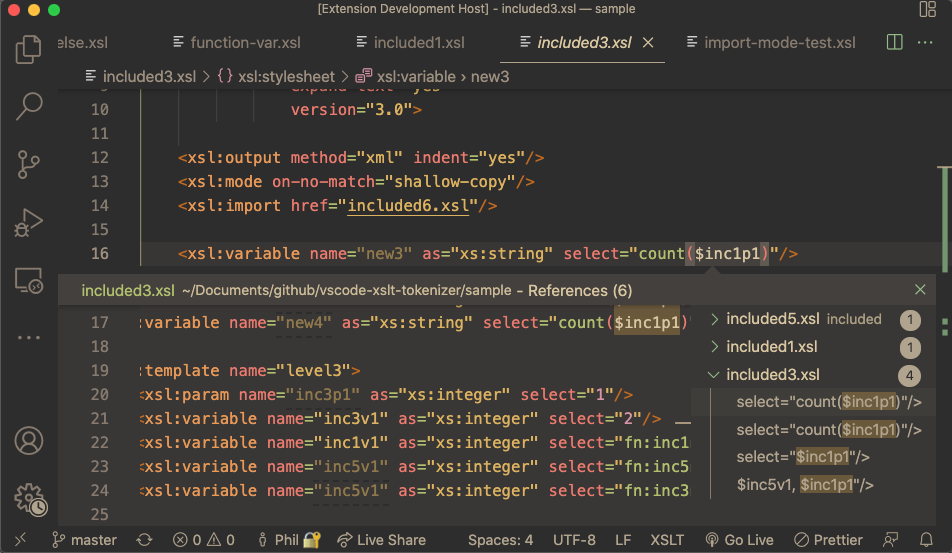 [Extension Development Host] - included3.xsl — sample
else.xsl function-var.xsl included1.xsl included3.xsl import-mode-test.xsl
included3.xsl > {} xsl:stylesheet > xsl:variable › new3
9 expand-text="yes"
10 version="3.0">
11
12 <xsl:output method="xml" indent="yes"/>
13 <xsl:mode on-no-match="shallow-copy"/>
14 <xsl:import href="included6.xsl"/>
15
16 <xsl:variable name="new3" as="xs:string" select="count($inc1p1)"/>
included3.xsl ~/Documents/github/vscode-xslt-tokenizer/sample - References (6)
17 :variable name="new4" as="xs:string" select="count($inc1p1)"
18
19 :template name="level3">
20 <xsl:param name="inc3p1" as="xs:integer" select="1"/>
21 <xsl:variable name="inc3v1" as="xs:integer" select="2"/>
22 <xsl:variable name="inc1v1" as="xs:integer" select="fn:inc1
23 <xsl:variable name="inc5v1" as="xs:integer" select="fn:inc5
24 <xsl:variable name="inc5v1" as="xs:integer" select="fn:inc3
25
included5.xsl included 1
included1.xsl 1
included3.xsl 4
select="count($inc1p1)"/>
select="count($inc1p1)"/>
select="$inc1p1"/>
$inc5v1, $inc1p1"/>
master 0 0 Phil Live Share Spaces: 4 UTF-8 LF XSLT Go Live Prettier